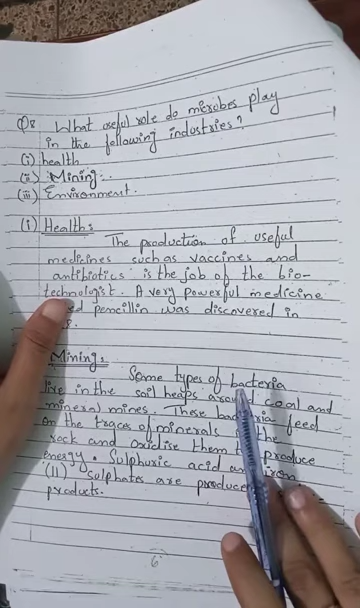 Q8 What useful role do microbes play
in the following industries?
(i) health
(ii) Mining:-
(iii) Environment.
(i) Health:
The production of useful
medicines such as vaccines and
antibiotics is the job of the bio-
technologist. A very powerful medicine
pencillin was discovered in
Mining:
Some types of bacteria
live in the soil heaps around coal and
mineral mines. These bacteria feed
on the traces of minerals in the
rock and oxidise them to produce
energy. Sulphuric acid and iron
(II) sulphates are produced
products.
6